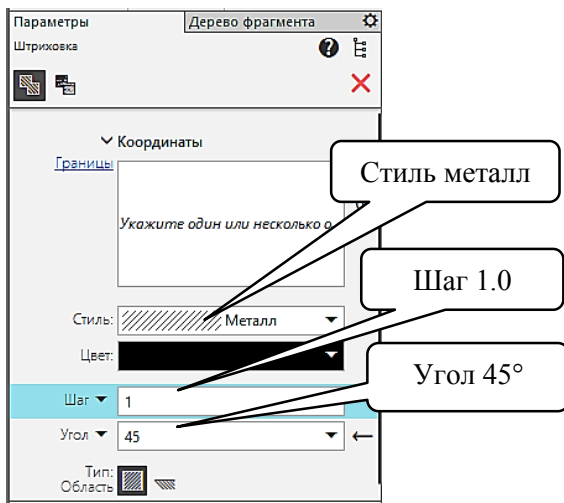 Параметры
Дерево фрагмента
Штриховка
Координаты
Границы
Стиль металл
Укажите один или несколько о
Шаг 1.0
Стиль: Металл
Цвет:
Угол 45°
Шаг 1
Угол 45
Тип:
Область